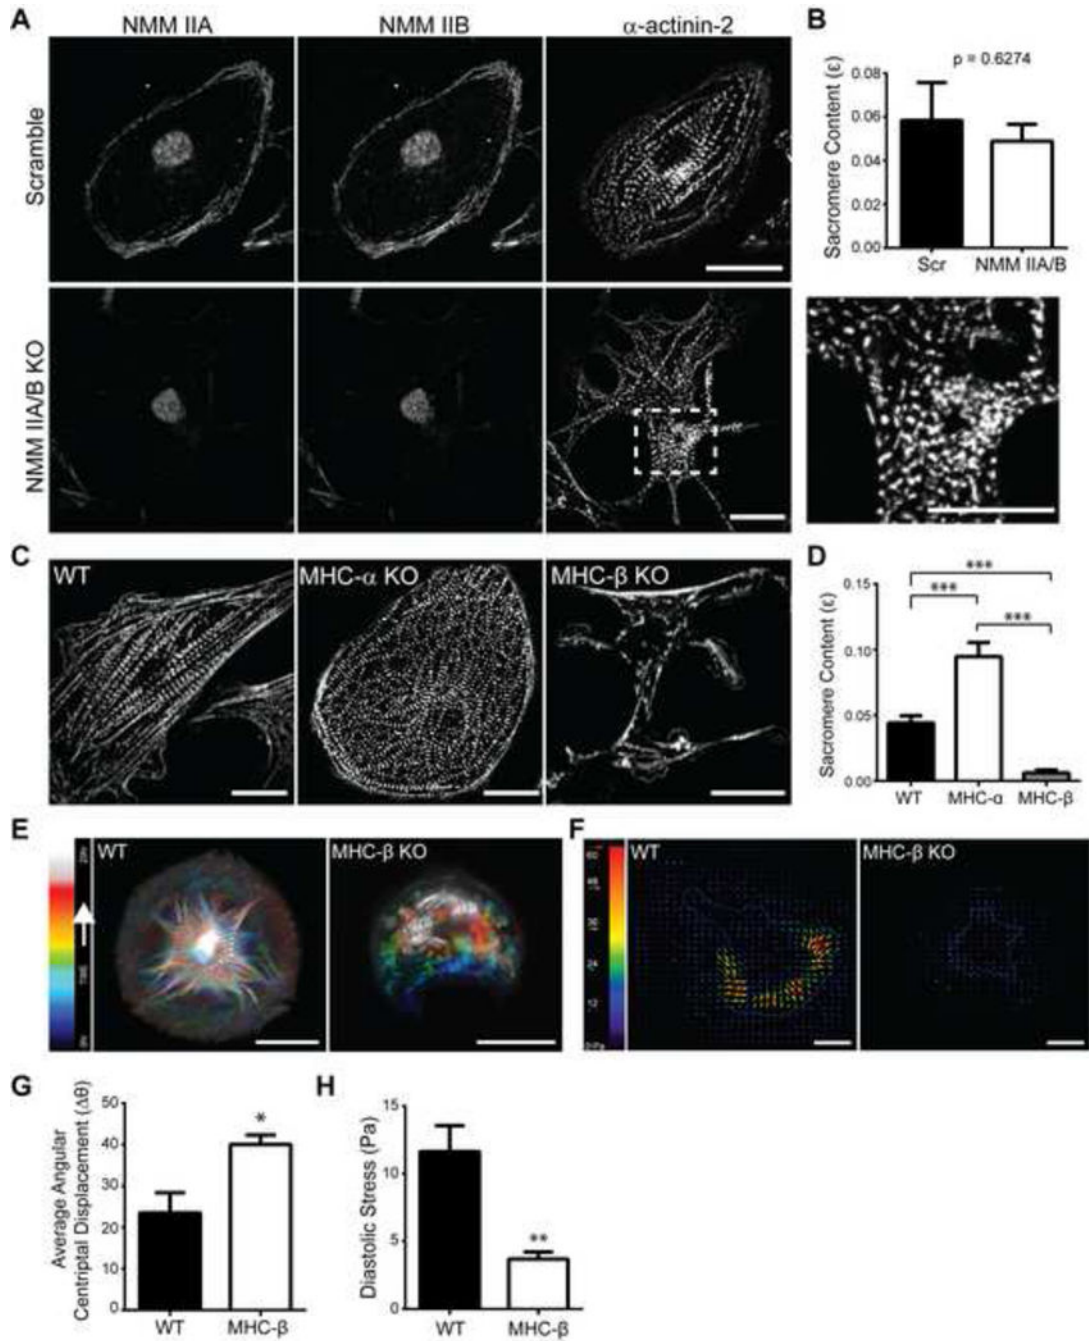 A
NMM IIA
NMM IIB
α-actinin-2
Scramble
NMM IIA/B KO
B
p = 0.6274
Sacromere Content (ε)
0.08
0.06
0.04
0.02
0.00
Scr
NMM IIA/B
C
WT
MHC-α KO
MHC-β KO
D
***
***
***
Sacromere Content (ε)
0.15
0.10
0.05
0.00
WT
MHC-α
MHC-β
E
WT
MHC-β KO
F
60
24
12
WT
MHC-β KO
G
Average Angular
Centriptal Displacement (Δθ)
50
40
30
20
10
0
*
WT
MHC-β
H
Diastolic Stress (Pa)
15
10
5
0
**
WT
MHC-β